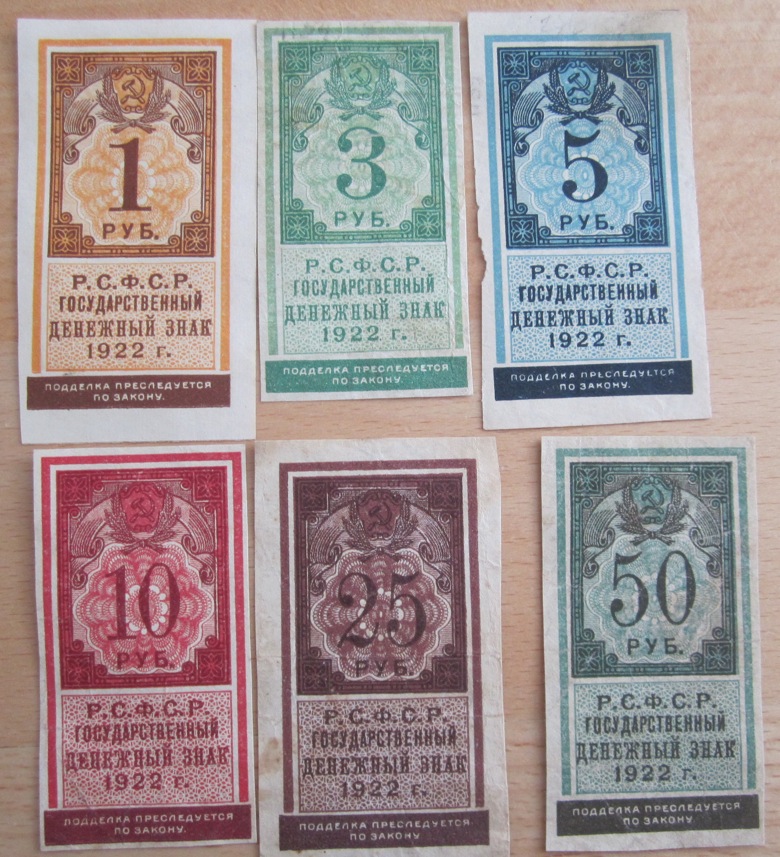 1
РУБ.
Р.С.Ф.С.Р.
ГОСУДАРСТВЕННЫЙ
ДЕНЕЖНЫЙ ЗНАК
1922 г.
ПОДДЕЛКА ПРЕСЛЕДУЕТСЯ
ПО ЗАКОНУ.
3
РУБ.
Р.С.Ф.С.Р.
ГОСУДАРСТВЕННЫЙ
ДЕНЕЖНЫЙ ЗНАК
1922 г.
ПОДДЕЛКА ПРЕСЛЕДУЕТСЯ
ПО ЗАКОНУ.
5
РУБ.
Р.С.Ф.С.Р.
ГОСУДАРСТВЕННЫЙ
ДЕНЕЖНЫЙ ЗНАК
1922 г.
ПОДДЕЛКА ПРЕСЛЕДУЕТСЯ
ПО ЗАКОНУ.
10
РУБ.
Р.С.Ф.С.Р.
ГОСУДАРСТВЕННЫЙ
ДЕНЕЖНЫЙ ЗНАК
1922 г.
ПОДДЕЛКА ПРЕСЛЕДУЕТСЯ
ПО ЗАКОНУ.
25
РУБ.
Р.С.Ф.С.Р.
ГОСУДАРСТВЕННЫЙ
ДЕНЕЖНЫЙ ЗНАК
1922 г.
ПОДДЕЛКА ПРЕСЛЕДУЕТСЯ
ПО ЗАКОНУ.
50
РУБ.
Р.С.Ф.С.Р.
ГОСУДАРСТВЕННЫЙ
ДЕНЕЖНЫЙ ЗНАК
1922 г.
ПОДДЕЛКА ПРЕСЛЕДУЕТСЯ
ПО ЗАКОНУ.